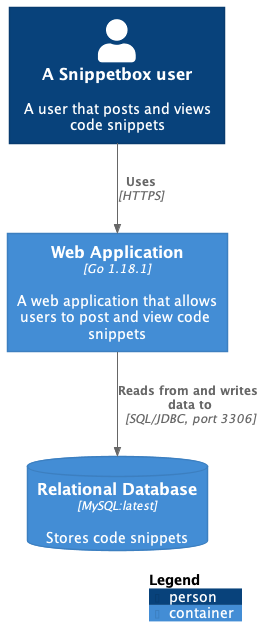 A Snippetbox user
A user that posts and views
code snippets
Uses
[HTTPS]
Web Application
[Go 1.18.1]
A web application that allows
users to post and view code
snippets
Reads from and writes
data to
[SQL/JDBC, port 3306]
Relational Database
[MySQL:latest]
Stores code snippets
Legend
person
container